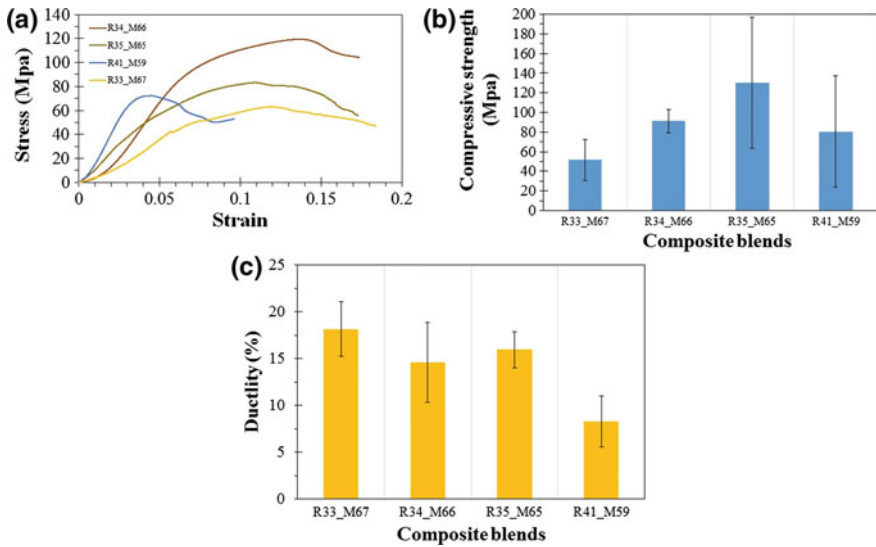 (a)
140
120
100
80
60
40
20
0
Stress (Mpa)
R34_M66
R35_M65
R41_M59
R33_M67
0
0.05
0.1
0.15
0.2
Strain
(b)
200
180
160
140
120
100
80
60
40
20
0
Compressive strength
(Mpa)
R33_M67
R34_M66
R35_M65
R41_M59
Composite blends
(c)
25
20
15
10
5
0
Ductlity (%)
R33_M67
R34_M66
R35_M65
R41_M59
Composite blends